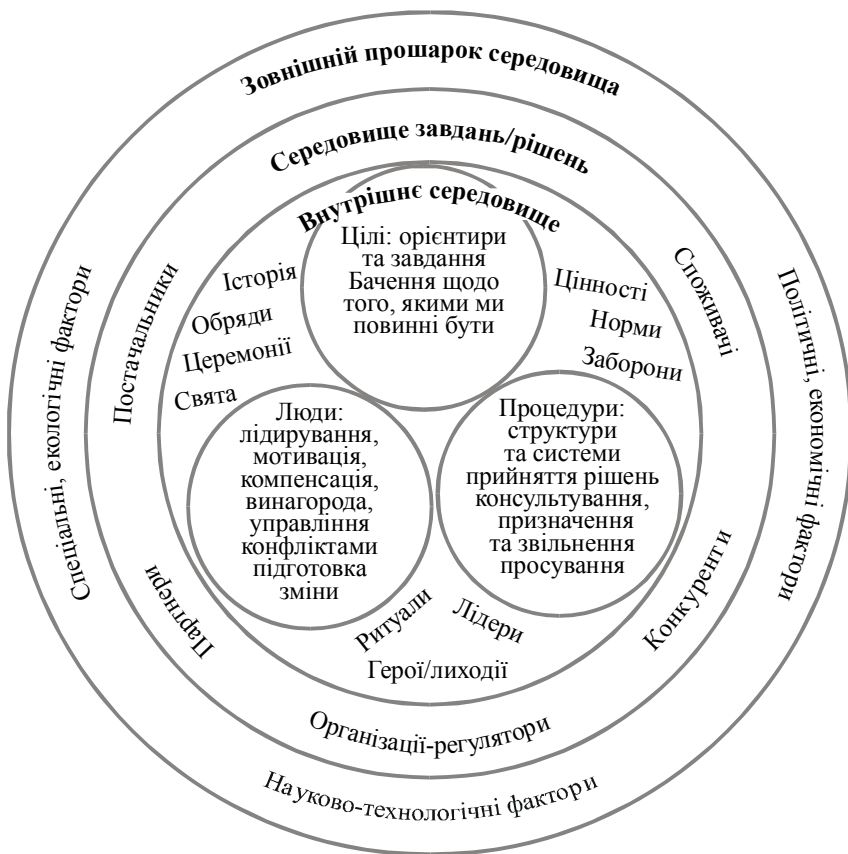 Зовнішній прошарок середовища
Середовище завдань/рішень
Внутрішнє середовище
Цілі: орієнтири
та завдання
Бачення щодо
того, якими ми
повинні бути
Історія
Обряди
Церемонії
Свята
Цінності
Норми
Заборони
Люди:
лідирування,
мотивація,
компенсація,
винагорода,
управління
конфліктами
підготовка
зміни
Процедури:
структури
та системи
прийняття рішень
консультування,
призначення
та звільнення
просування
Ритуали
Лідери
Герої/лиходії
Постачальники
Споживачі
Партнери
Конкуренти
Організації-регулятори
Спеціальні, екологічні фактори
Політичні, економічні фактори
Науково-технологічні фактори